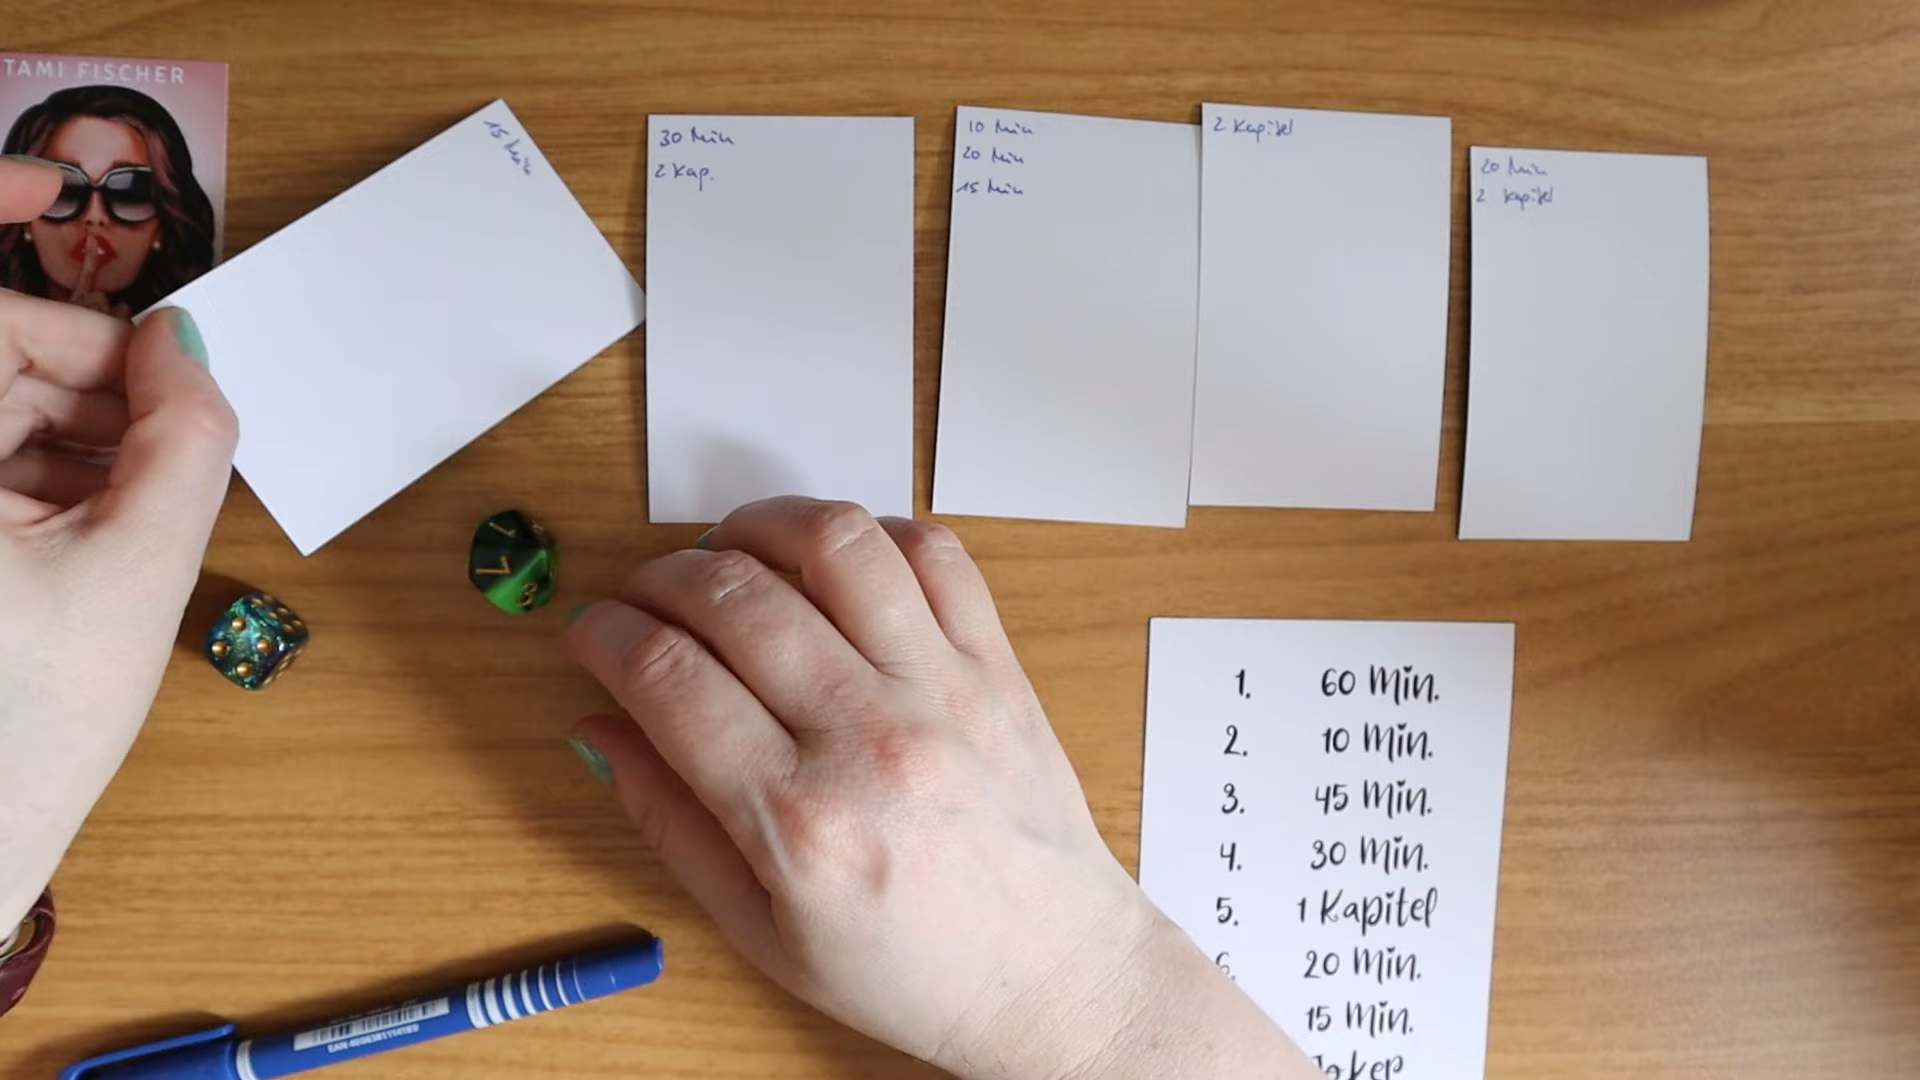 TAMI FISCHER
15 Min
30 Min
2 Kap.
10 Min
20 Min
15 Min
2 Kapitel
20 Min
2 Kapitel
1. 60 Min.
2. 10 Min.
3. 45 Min.
4. 30 Min.
5. 1 Kapitel
6. 20 Min.
15 Min.
Joker